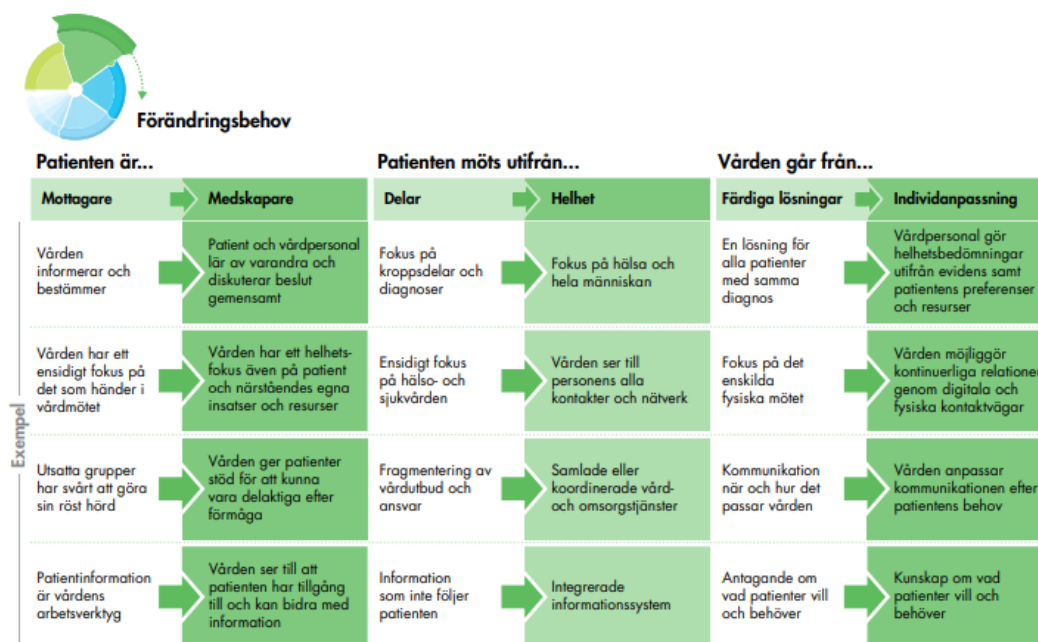 Förändringsbehov
Patienten är...
Mottagare
Medskapare
Vården
informerar och
bestämmer
Patient och vårdpersonal
lär av varandra och
diskuterar beslut
gemensamt
Vården har ett
ensidigt fokus på
det som händer i
vårdmötet
Vården har ett helhets-
fokus även på patient
och närståendes egna
insatser och resurser
Utsatta grupper
har svårt att göra
sin röst hörd
Vården ger patienter
stöd för att kunna
vara delaktiga efter
förmåga
Patientinformation
är vårdens
arbetsverktyg
Vården ser till att
patienten har tillgång
till och kan bidra med
information
Patienten möts utifrån...
Delar
Helhet
Fokus på
kroppsdelar och
diagnoser
Fokus på hälsa och
hela människan
Ensidigt fokus
på hälso- och
sjukvården
Vården ser till
personens alla
kontakter och nätverk
Fragmentering av
vårdutbud och
ansvar
Samlade eller
koordinerade vård-
och omsorgstjänster
Information
som inte följer
patienten
Integrerade
informationssystem
Vården går från...
Färdiga lösningar
Individanpassning
En lösning för
alla patienter
med samma
diagnos
Vårdpersonal gör
helhetsbedömningar
utifrån evidens samt
patientens preferenser
och resurser
Fokus på det
enskilda
fysiska mötet
Vården möjliggör
kontinuerliga relationer
genom digitala och
fysiska kontaktvägar
Kommunikation
när och hur det
passar vården
Vården anpassar
kommunikationen efter
patientens behov
Antagande om
vad patienter vill
och behöver
Kunskap om vad
patienter vill och
behöver
Exempel